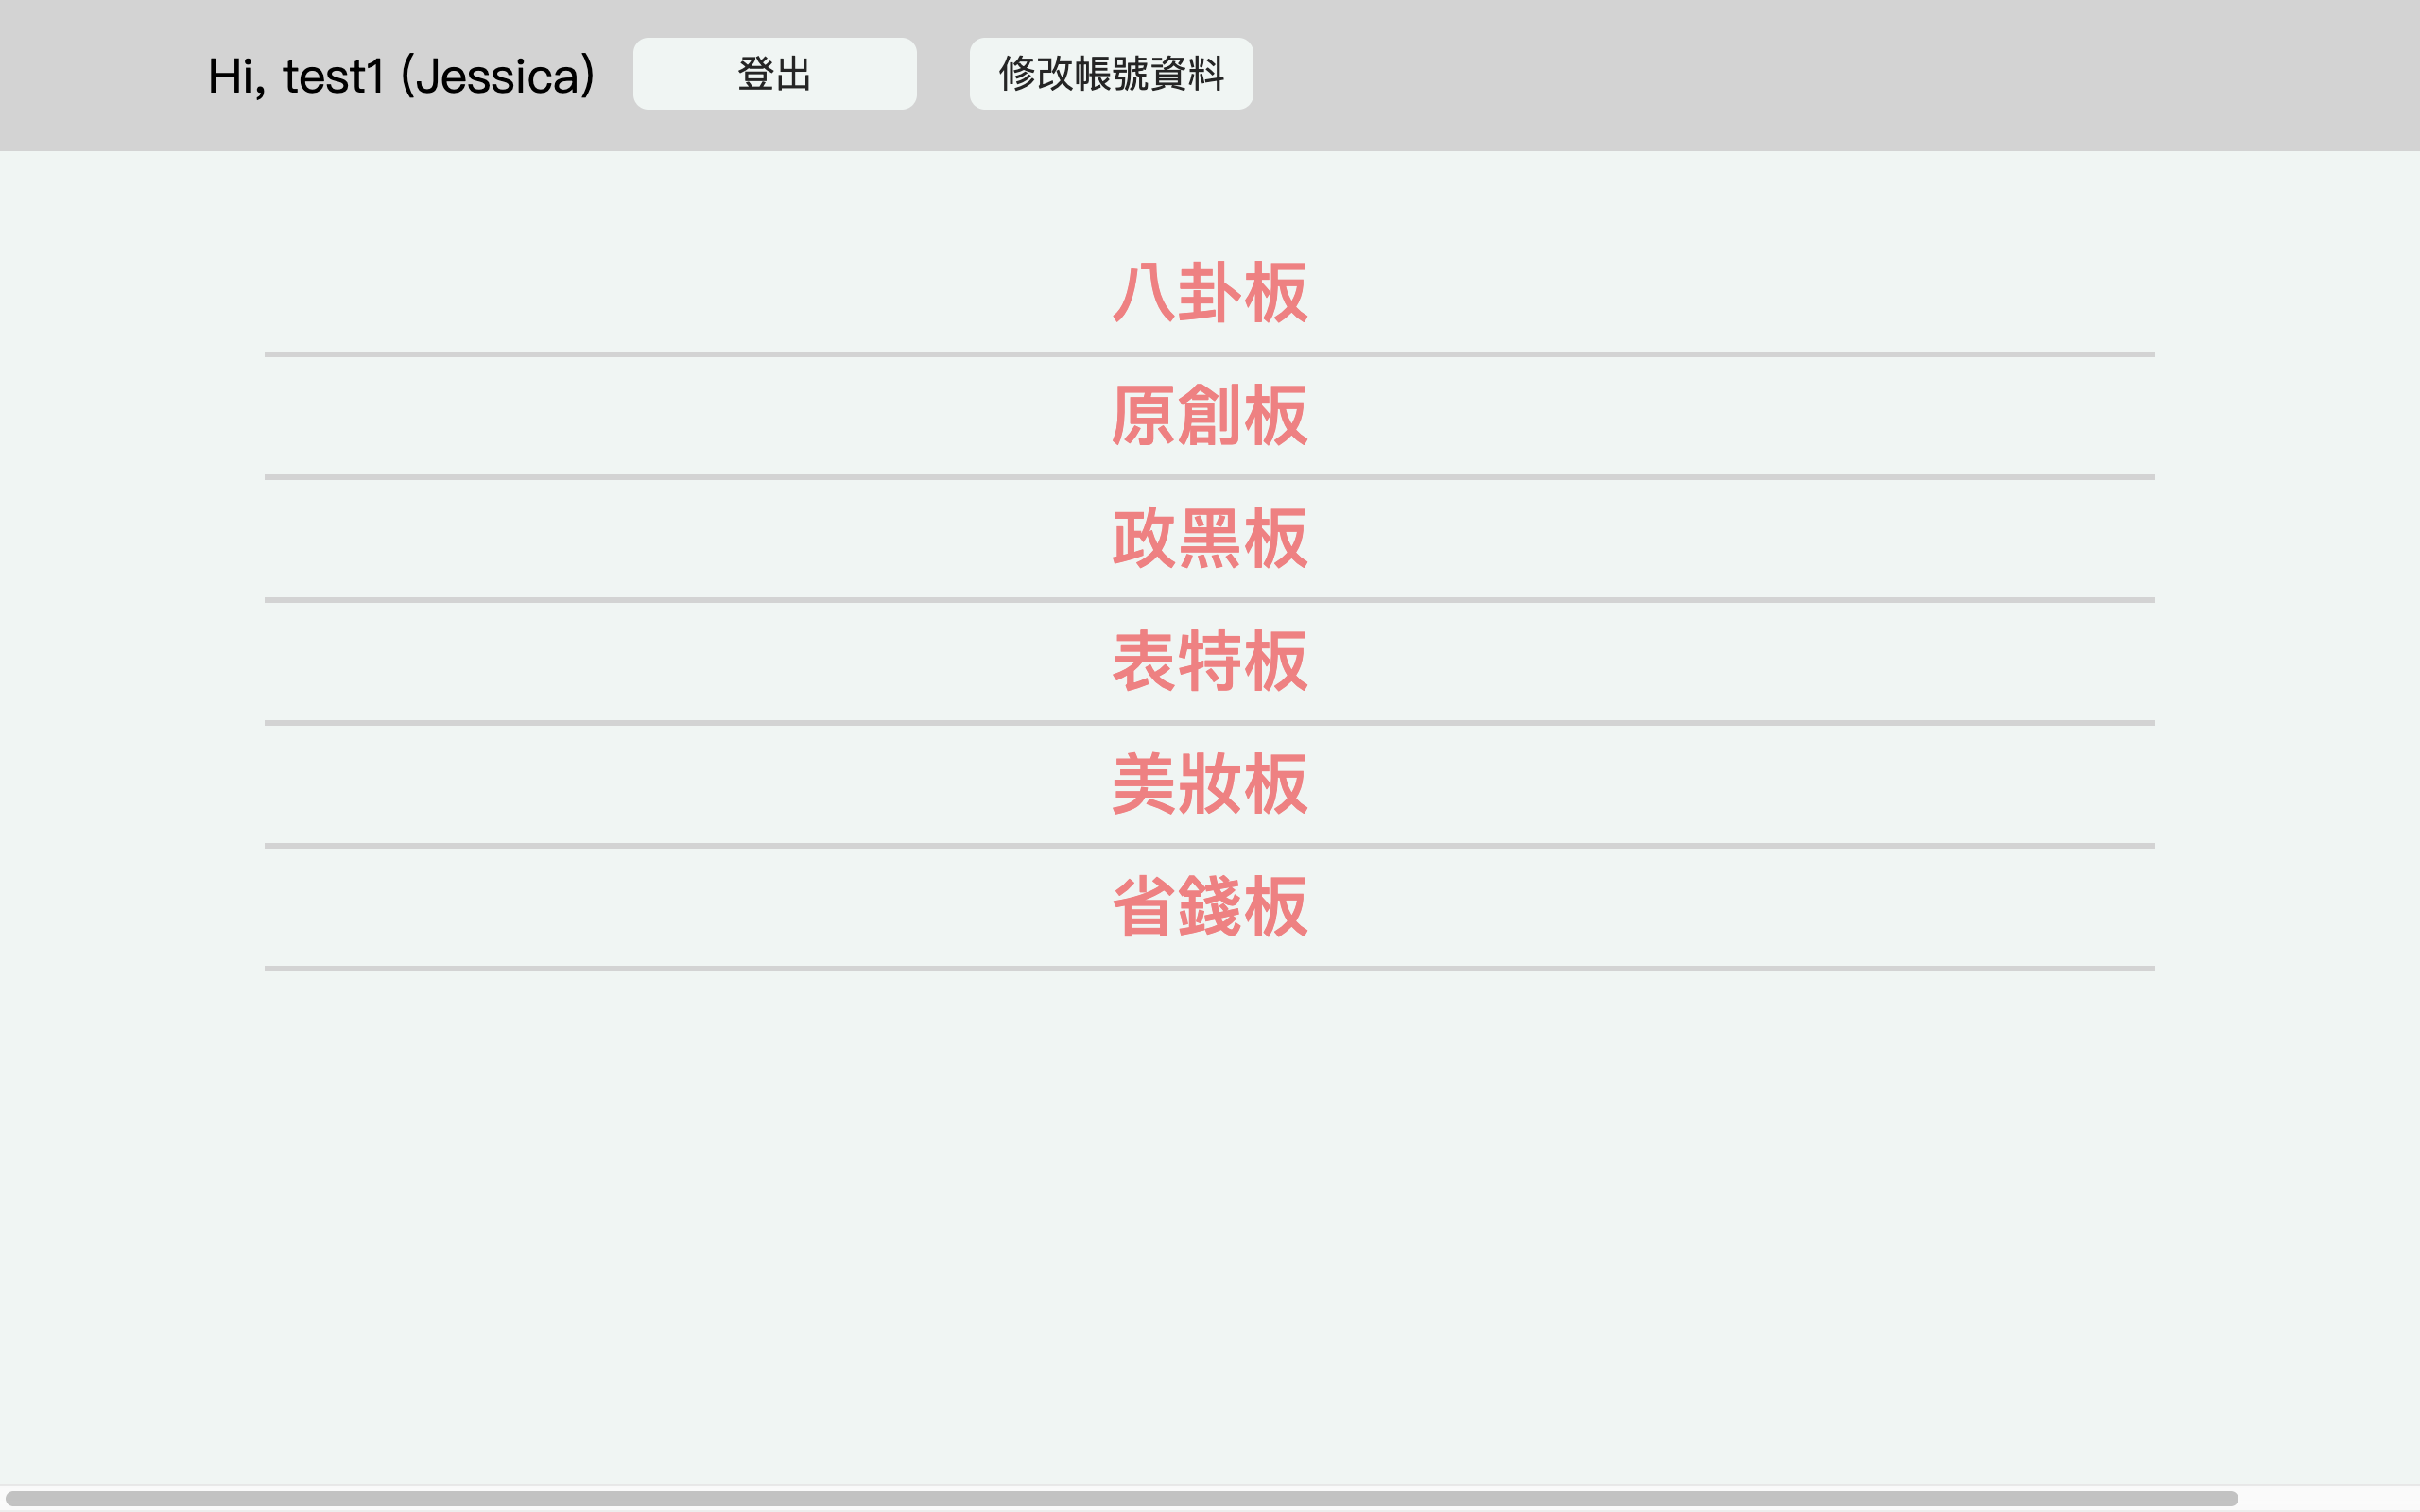 Hi, test1 (Jessica) 登出 修改帳號資料
八卦板
原創板
政黑板
表特板
美妝板
省錢板